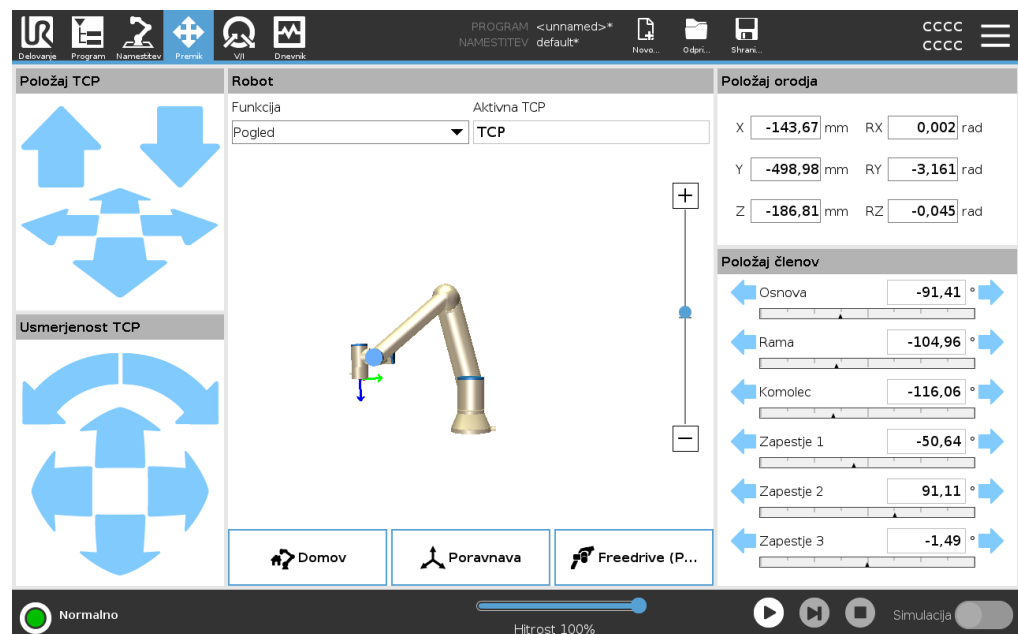 UR
PROGRAM <unnamed>*
NAMESTITEV default*
CCCC
CCCC
Delovanje Program Namestitev Premik V/I Dnevnik Novo... Odpri... Shrani...
Položaj TCP
Robot
Funkcija Aktivna TCP
Pogled TCP
+
−
Domov
Poravnava
Freedrive (P...
Položaj orodja
X -143,67 mm RX 0,002 rad
Y -498,98 mm RY -3,161 rad
Z -186,81 mm RZ -0,045 rad
Usmerjenost TCP
Položaj členov
Osnova -91,41 °
Rama -104,96 °
Komolec -116,06 °
Zapestje 1 -50,64 °
Zapestje 2 91,11 °
Zapestje 3 -1,49 °
Normalno
Hitrost 100%
Simulacija